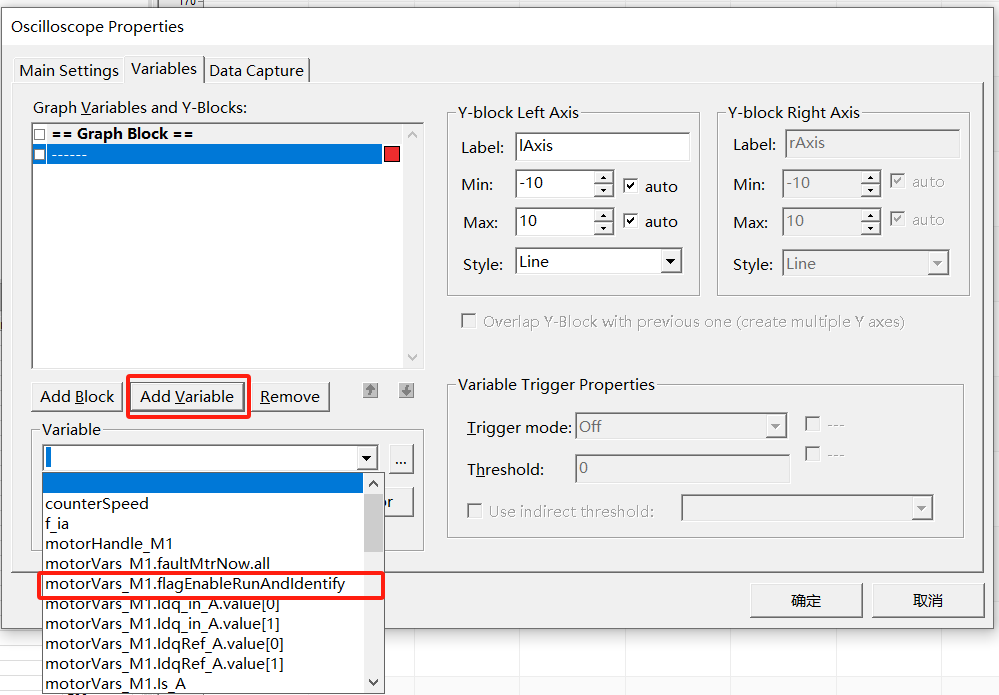 170
Oscilloscope Properties
Main Settings Variables Data Capture
Graph Variables and Y-Blocks:
== Graph Block ==
------
Add Block Add Variable Remove
Variable
...
counterSpeed
f_ia
motorHandle_M1
motorVars_M1.faultMtrNow.all
motorVars_M1.flagEnableRunAndIdentify
motorVars_M1.Idq_in_A.value[0]
motorVars_M1.Idq_in_A.value[1]
motorVars_M1.IdqRef_A.value[0]
motorVars_M1.IdqRef_A.value[1]
motorVars_M1.Is_A
Y-block Left Axis
Label: lAxis
Min: -10 auto
Max: 10 auto
Style: Line
Y-block Right Axis
Label: rAxis
Min: -10 auto
Max: 10 auto
Style: Line
Overlap Y-Block with previous one (create multiple Y axes)
Variable Trigger Properties
Trigger mode: Off ---
Threshold: 0 ---
Use indirect threshold:
确定 取消